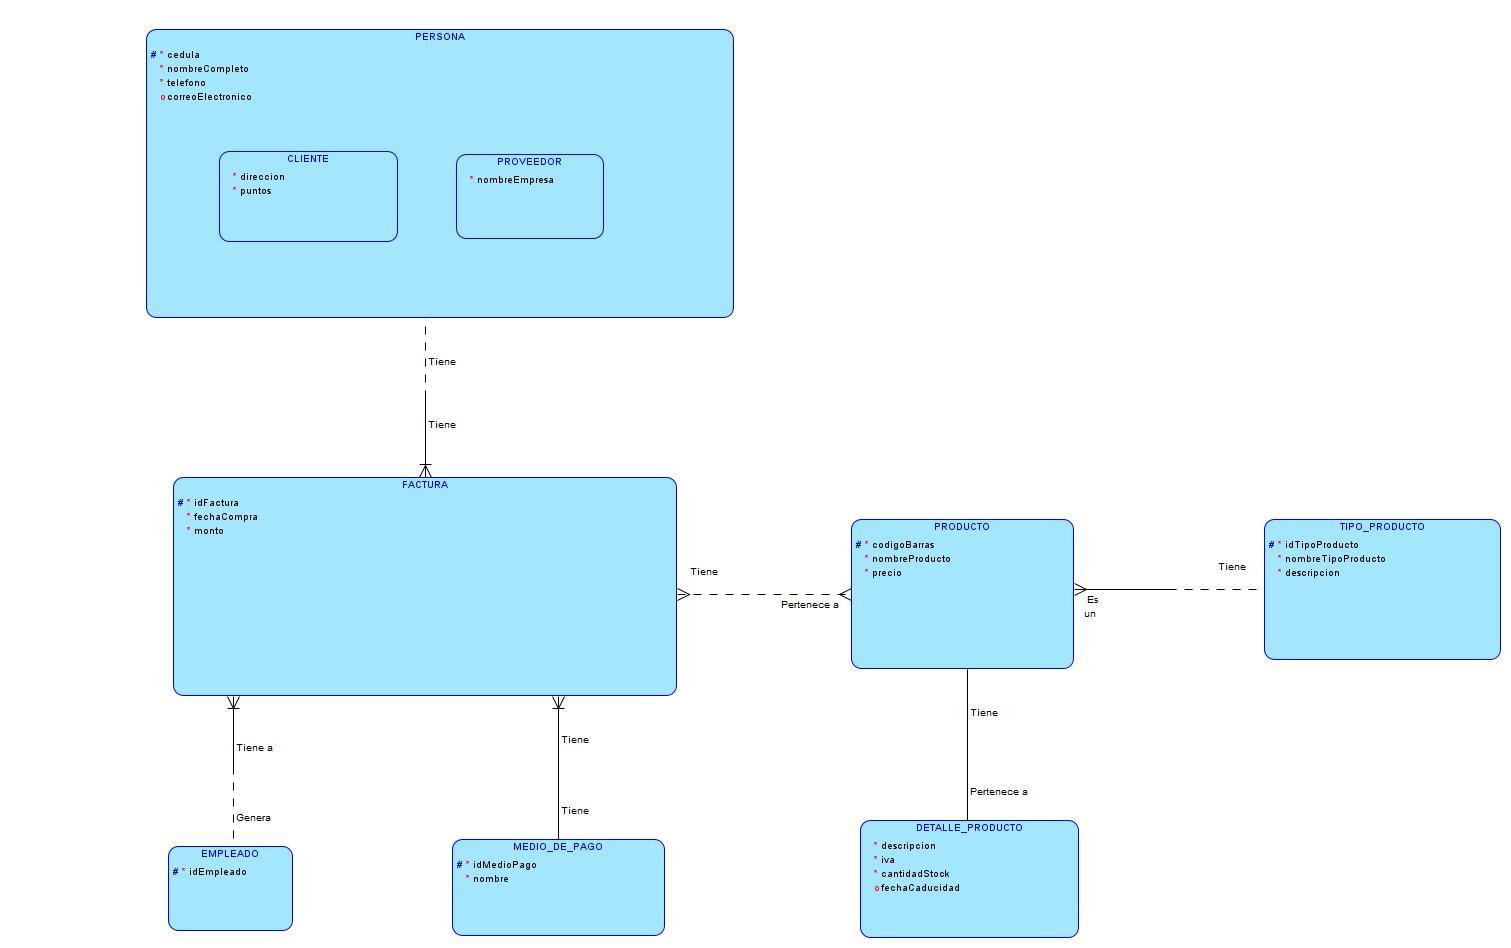 PERSONA
# * cedula
* nombreCompleto
* telefono
o correoElectronico
CLIENTE
* direccion
* puntos
PROVEEDOR
* nombreEmpresa
Tiene
Tiene
FACTURA
# * idFactura
* fechaCompra
* monto
Tiene
Pertenece a
PRODUCTO
# * codigoBarras
* nombreProducto
* precio
Es
un
Tiene
TIPO_PRODUCTO
# * idTipoProducto
* nombreTipoProducto
* descripcion
Tiene a
Genera
Tiene
Tiene
Tiene
Pertenece a
EMPLEADO
# * idEmpleado
MEDIO_DE_PAGO
# * idMedioPago
* nombre
DETALLE_PRODUCTO
* descripcion
* iva
* cantidadStock
o fechaCaducidad